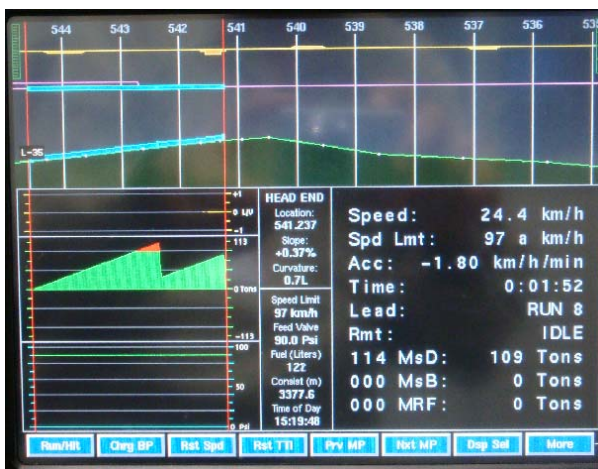 544 543 542 541 540 539 538 537 536 535
L-35
+1
0 L/V
-1
113
0 Tons
-113
100
50
0 Psi
HEAD END
Location:
541.237
Slope:
+0.37%
Curvature:
0.7L
Speed Limit
97 km/h
Feed Valve
90.0 Psi
Fuel (Liters)
122
Consist (m)
3377.6
Time of Day
15:19:48
Speed: 24.4 km/h
Spd Lmt: 97 a km/h
Acc: -1.80 km/h/min
Time: 0:01:52
Lead: RUN 8
Rmt: IDLE
114 MsD: 109 Tons
000 MsB: 0 Tons
000 MRF: 0 Tons
Run/Hlt Chrg BP Rst Spd Rst TTI Prv MP Nxt MP Dsp Sel More